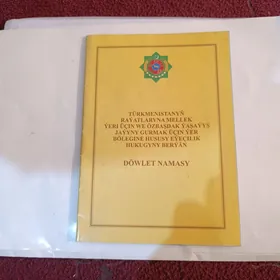 TÜRKMENISTANYŇ
RAÝATLARYNA MELLEK
ÝERI ÜÇIN WE ÖZBAŞDAK ÝAŞAÝYŞ
JAÝYNY GURMAK ÜÇIN ÝER
BÖLEGINE HUSUSY EÝEÇILIK
HUKUGYNY BERÝÄN
DÖWLET NAMASY